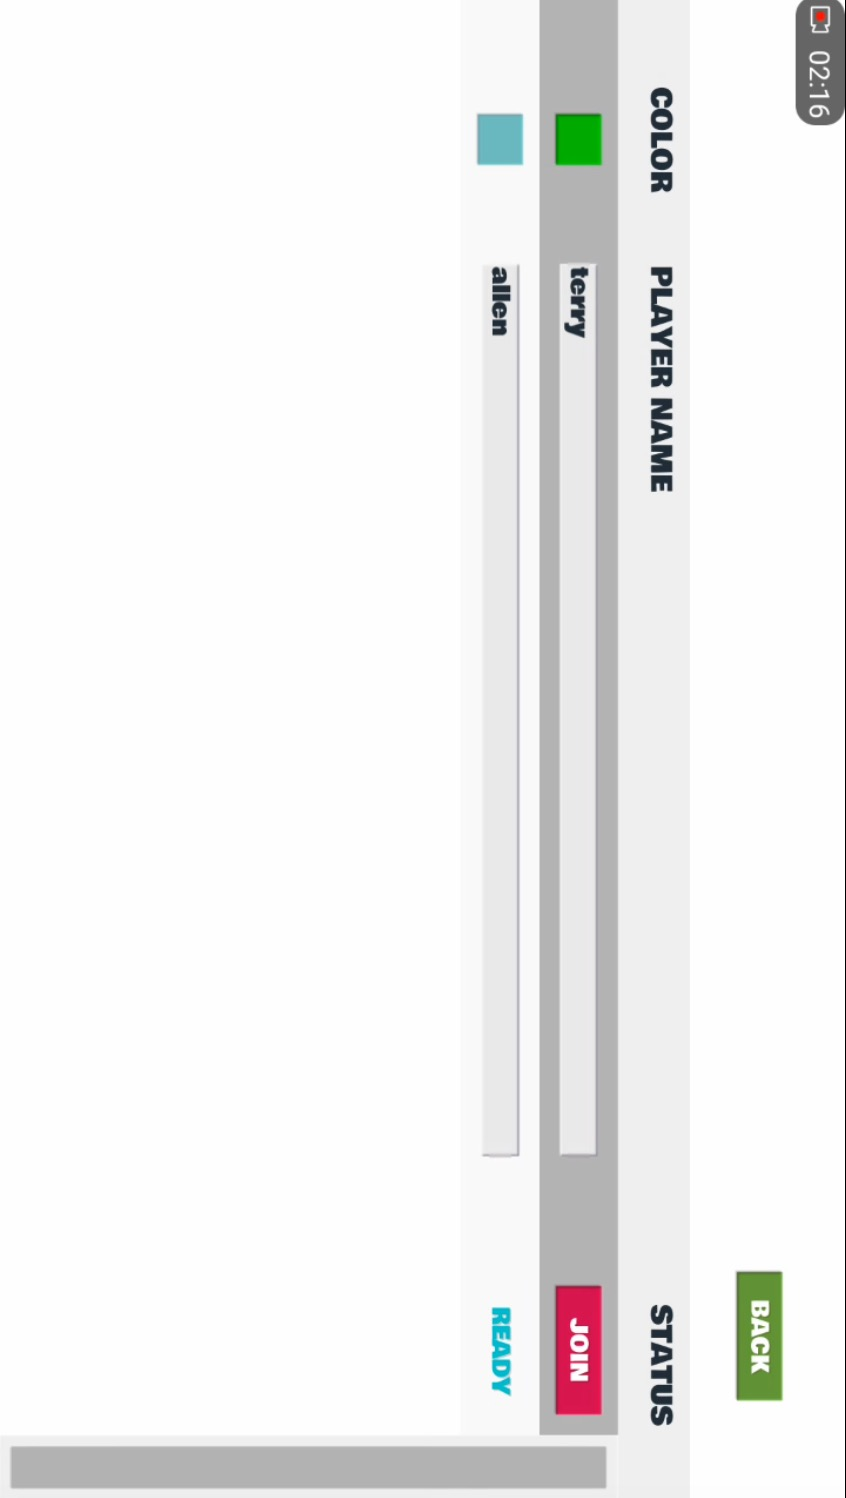 02:16
BACK
COLOR PLAYER NAME STATUS
terry JOIN
allen READY